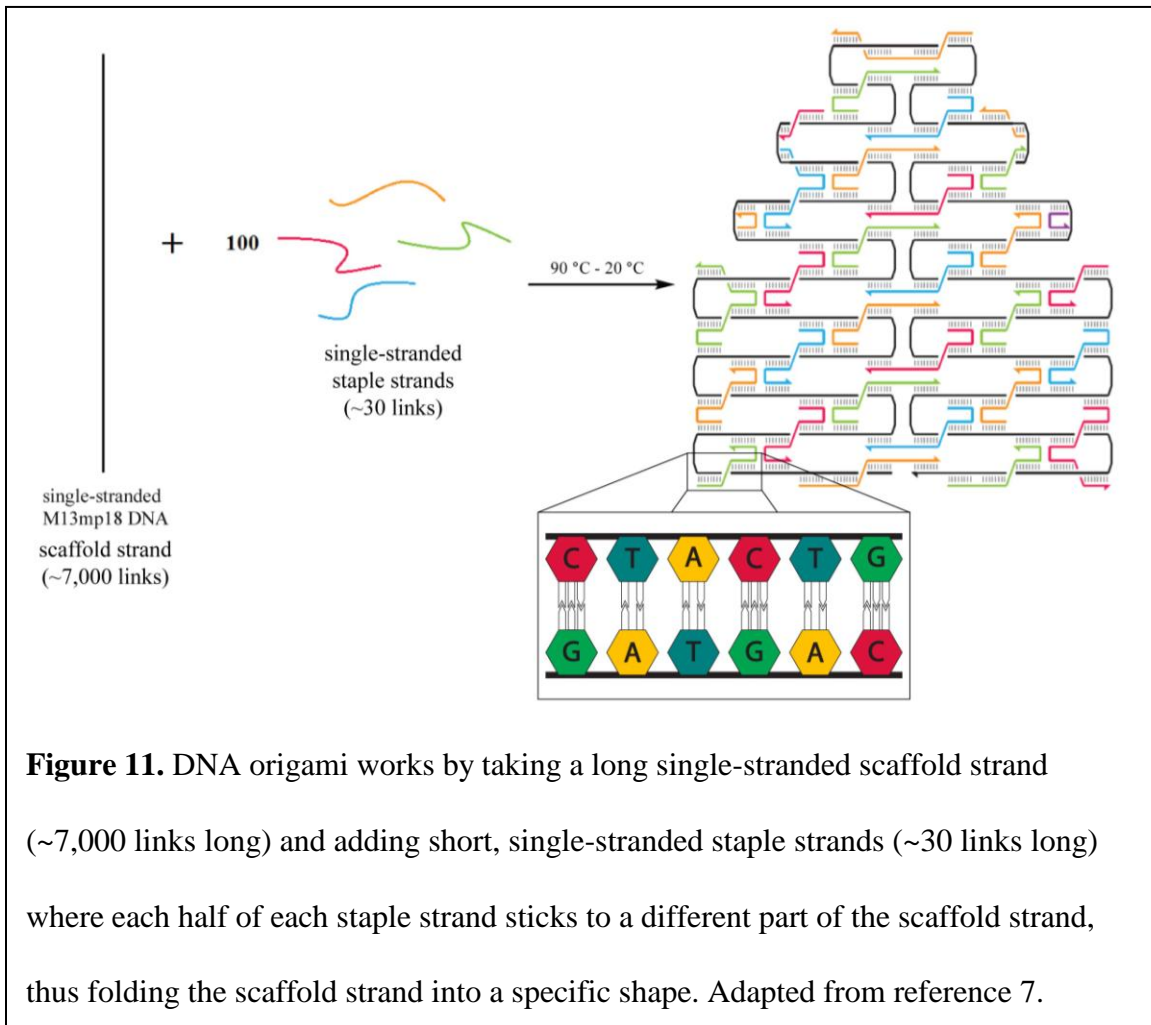 + 100
90 °C - 20 °C
single-stranded
staple strands
(~30 links)
single-stranded
M13mp18 DNA
scaffold strand
(~7,000 links)
C T A C T G
G A T G A C
Figure 11. DNA origami works by taking a long single-stranded scaffold strand
(~7,000 links long) and adding short, single-stranded staple strands (~30 links long)
where each half of each staple strand sticks to a different part of the scaffold strand,
thus folding the scaffold strand into a specific shape. Adapted from reference 7.